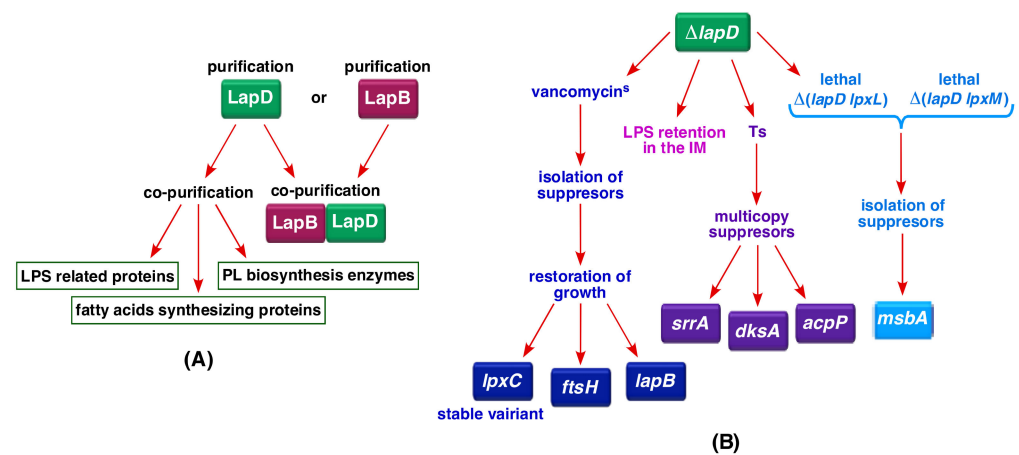 purification
LapD
or
purification
LapB
co-purification
co-purification
LapB LapD
LPS related proteins
PL biosynthesis enzymes
fatty acids synthesizing proteins
(A)
ΔlapD
vancomycinˢ
LPS retention
in the IM
Ts
lethal
Δ(lapD lpxL)
lethal
Δ(lapD lpxM)
isolation of
suppresors
restoration of
growth
lpxC
ftsH
lapB
stable vairiant
multicopy
suppresors
srrA
dksA
acpP
isolation of
suppresors
msbA
(B)